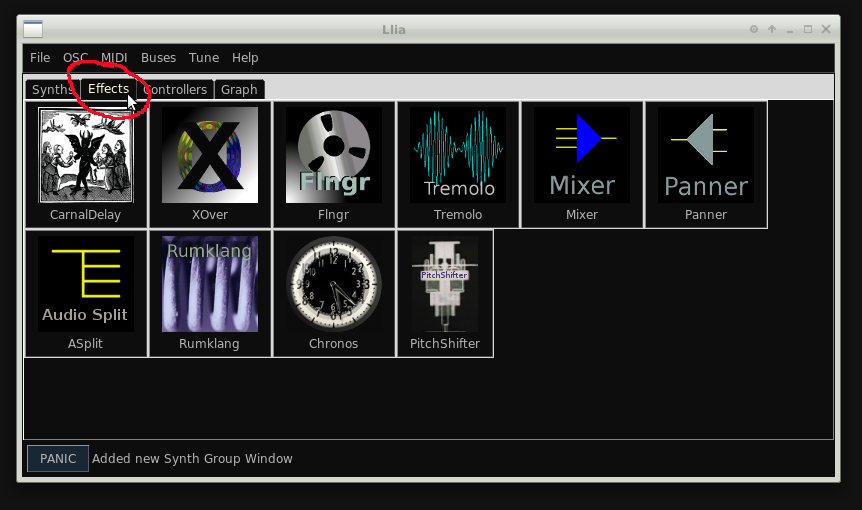 Llia
File OSC MIDI Buses Tune Help
Synths Effects Controllers Graph
Flngr Tremolo Mixer Panner
CarnalDelay XOver Flngr Tremolo Mixer Panner
Audio Split Rumklang PitchShifter
ASplit Rumklang Chronos PitchShifter
PANIC Added new Synth Group Window